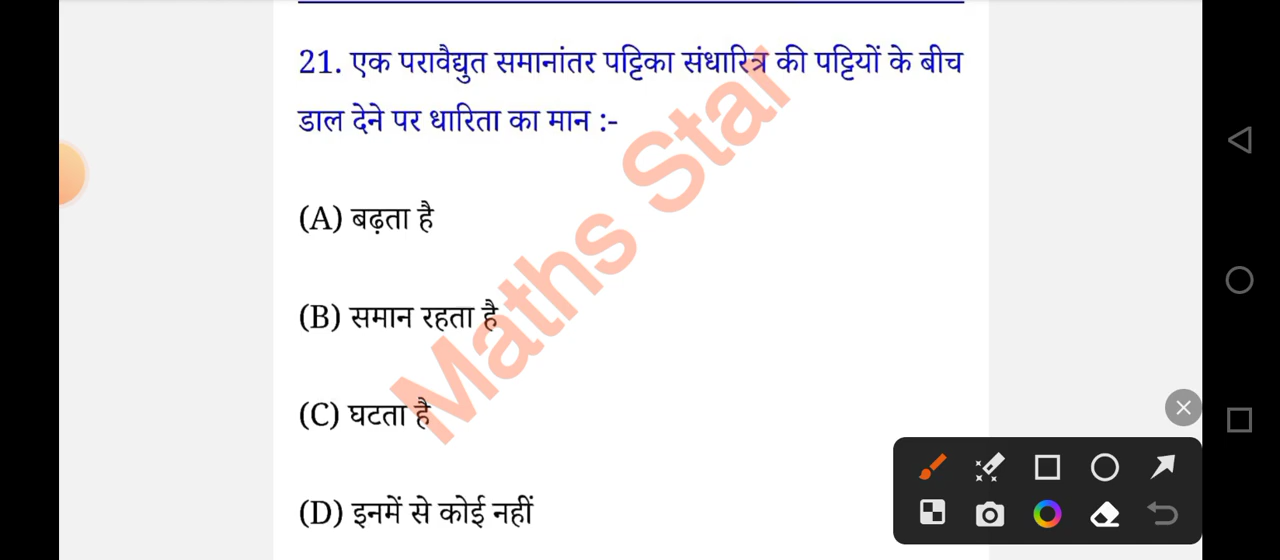 21. एक परावैद्युत समानांतर पट्टिका संधारित्र की पट्टियों के बीच
डाल देने पर धारिता का मान :-
(A) बढ़ता है
(B) समान रहता है
(C) घटता है
(D) इनमें से कोई नहीं
Maths Star